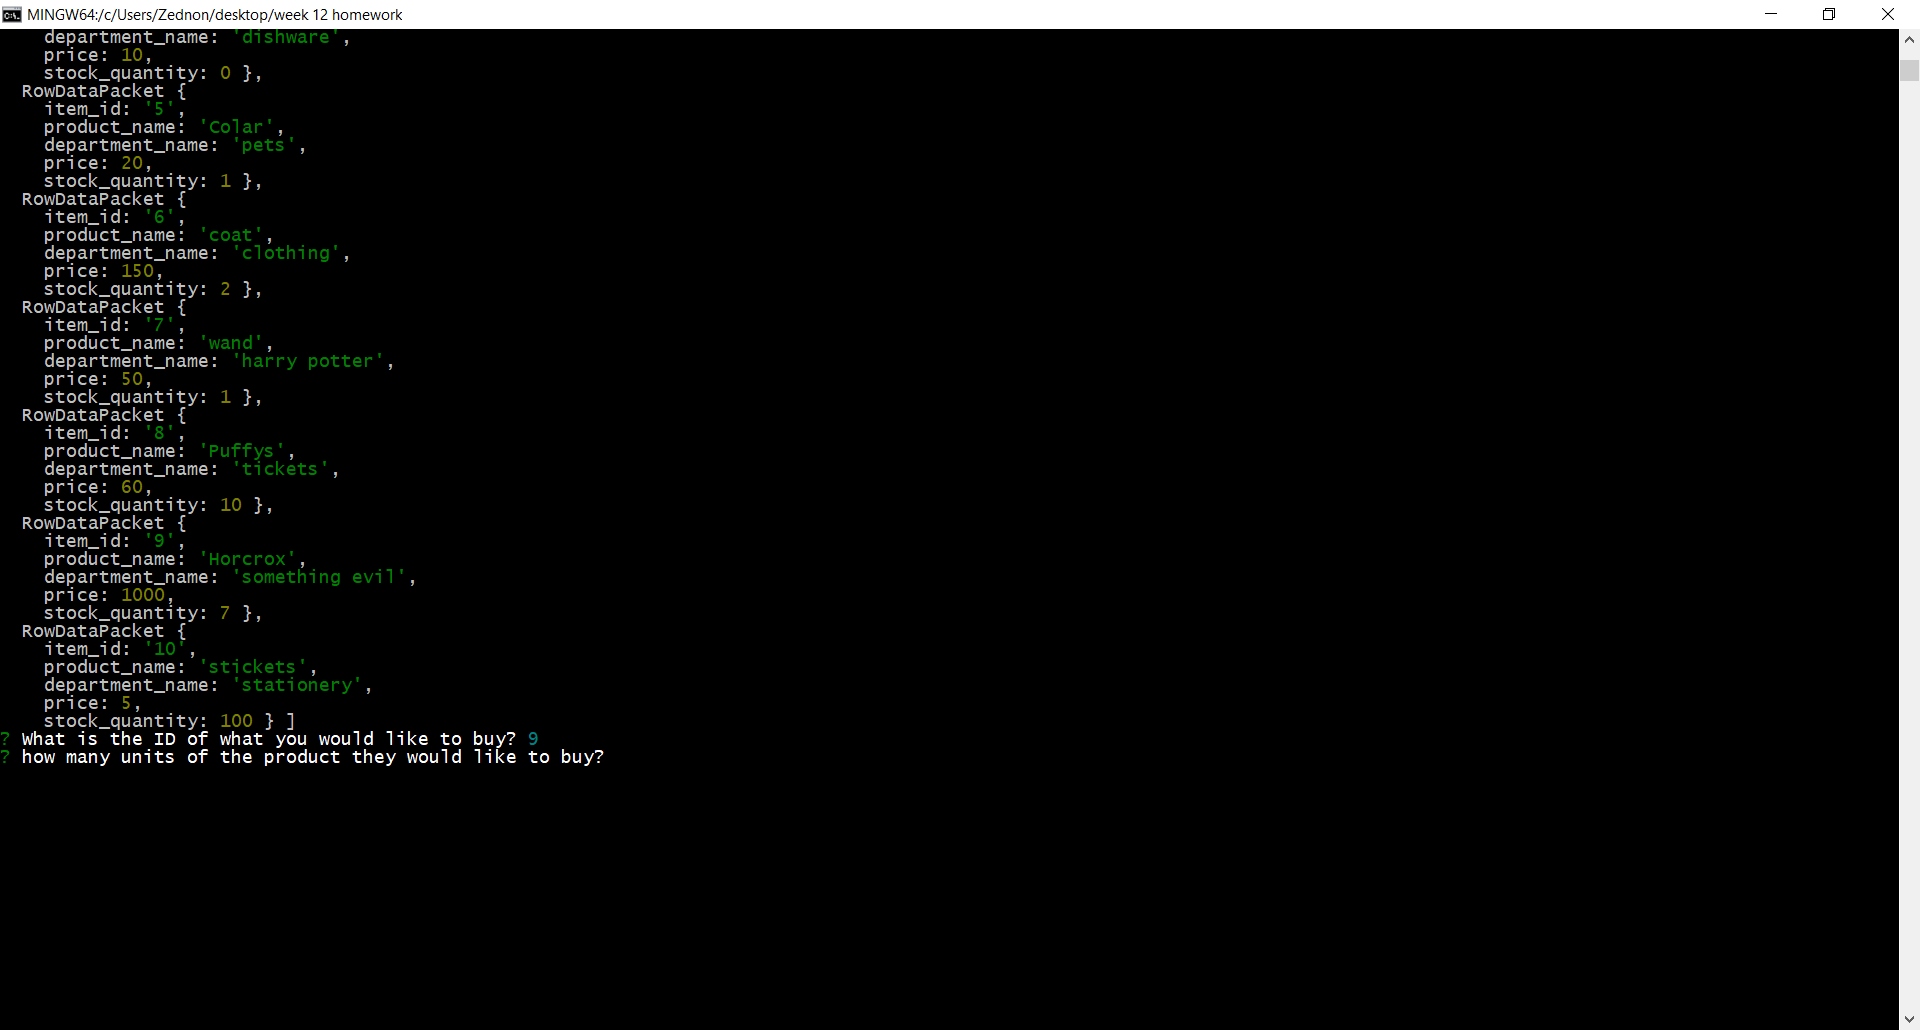 MINGW64:/c/Users/Zednon/desktop/week 12 homework
department_name: 'dishware',
price: 10,
stock_quantity: 0 },
RowDataPacket {
item_id: '5',
product_name: 'Colar',
department_name: 'pets',
price: 20,
stock_quantity: 1 },
RowDataPacket {
item_id: '6',
product_name: 'coat',
department_name: 'clothing',
price: 150,
stock_quantity: 2 },
RowDataPacket {
item_id: '7',
product_name: 'wand',
department_name: 'harry potter',
price: 50,
stock_quantity: 1 },
RowDataPacket {
item_id: '8',
product_name: 'Puffys',
department_name: 'tickets',
price: 60,
stock_quantity: 10 },
RowDataPacket {
item_id: '9',
product_name: 'Horcrox',
department_name: 'something evil',
price: 1000,
stock_quantity: 7 },
RowDataPacket {
item_id: '10',
product_name: 'stickets',
department_name: 'stationery',
price: 5,
stock_quantity: 100 } ]
? What is the ID of what you would like to buy? 9
? how many units of the product they would like to buy?